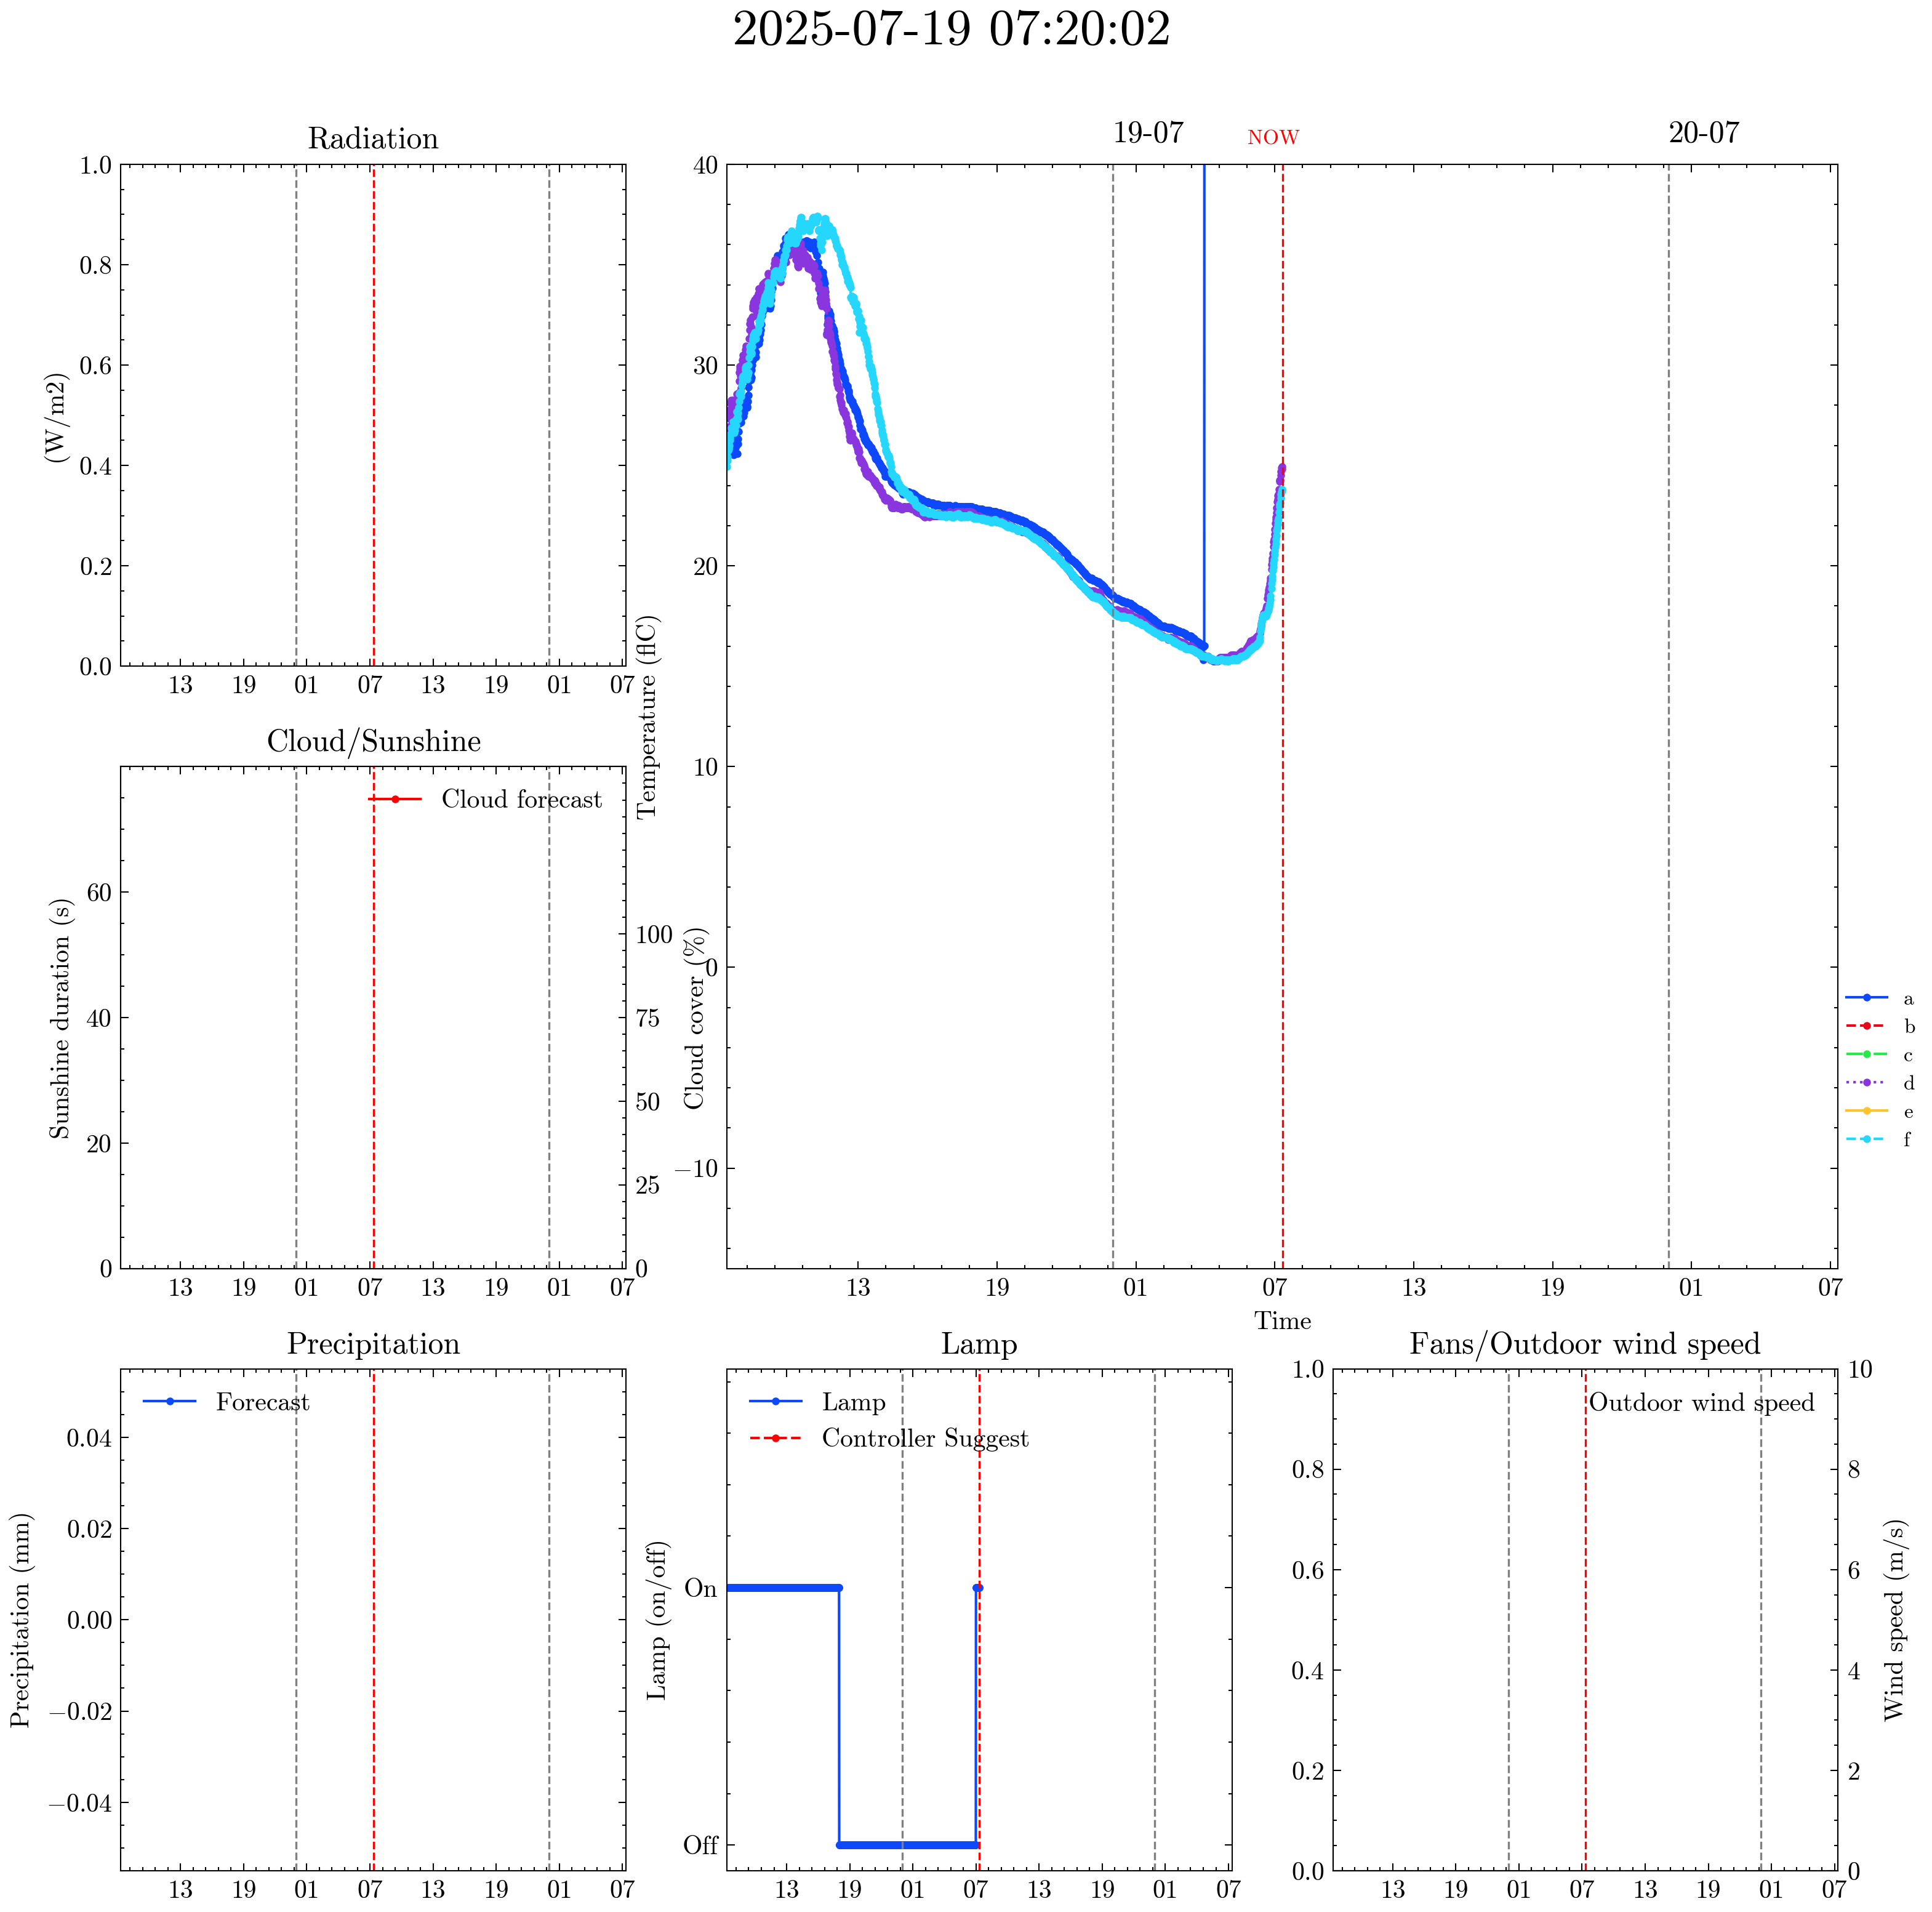 2025-07-19 07:20:02
Radiation
19-07
NOW
20-07
1.0
0.8
0.6
0.4
0.2
0.0
(W/m2)
13 19 01 07 13 19 01 07
40
30
20
10
0
−10
Temperature (flC)
13 19 01 07 13 19 01 07
Time
a
b
c
d
e
f
Cloud/Sunshine
Cloud forecast
60
40
20
0
Sunshine duration (s)
100
75
50
25
0
Cloud cover (%)
13 19 01 07 13 19 01 07
Precipitation
Forecast
0.04
0.02
0.00
−0.02
−0.04
Precipitation (mm)
13 19 01 07 13 19 01 07
Lamp
Lamp
Controller Suggest
On
Off
Lamp (on/off)
13 19 01 07 13 19 01 07
Fans/Outdoor wind speed
Outdoor wind speed
1.0
0.8
0.6
0.4
0.2
0.0
10
8
6
4
2
0
Wind speed (m/s)
13 19 01 07 13 19 01 07